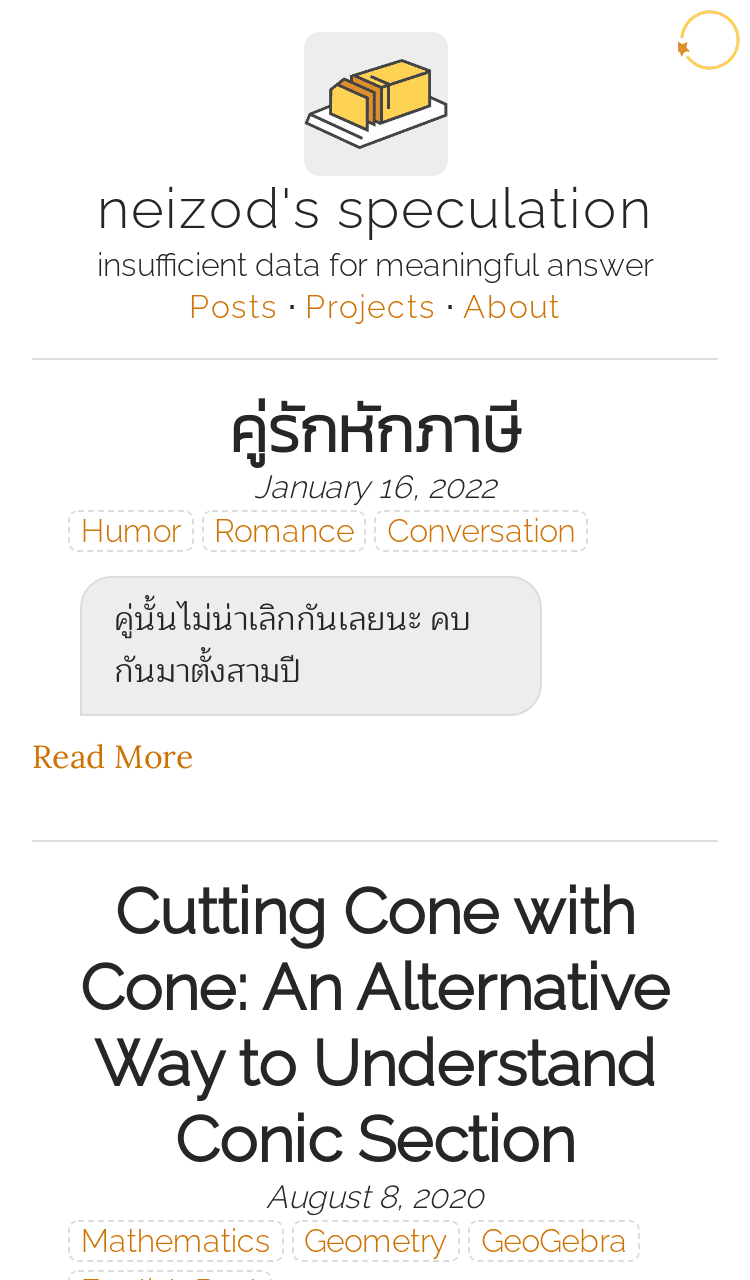 neizod's speculation
insufficient data for meaningful answer
Posts · Projects · About
คู่รักหักภาษี
January 16, 2022
Humor Romance Conversation
คู่นั้นไม่น่าเลิกกันเลยนะ คบ
กันมาตั้งสามปี
Read More
Cutting Cone with
Cone: An Alternative
Way to Understand
Conic Section
August 8, 2020
Mathematics Geometry GeoGebra